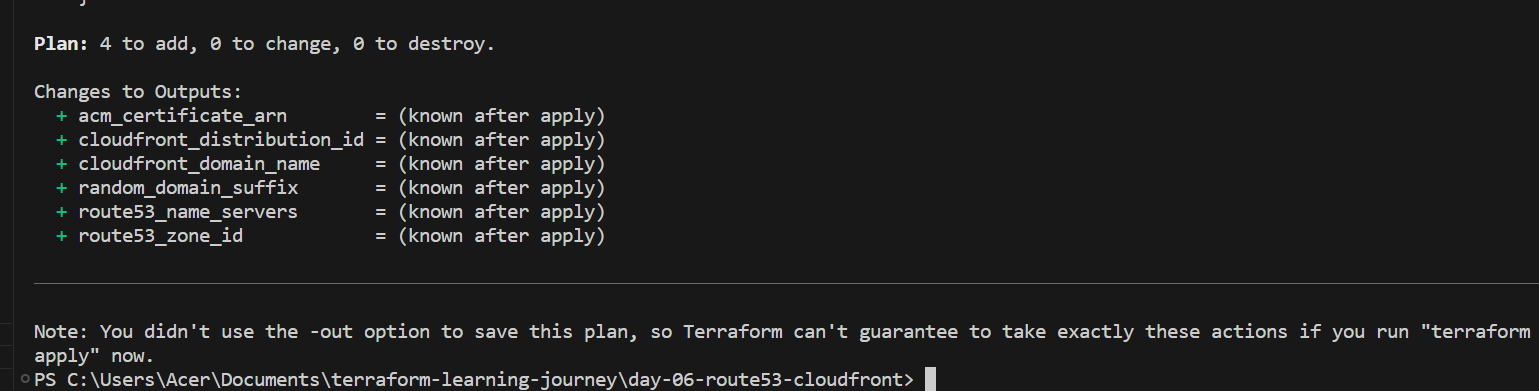 Plan: 4 to add, 0 to change, 0 to destroy.
Changes to Outputs:
+ acm_certificate_arn = (known after apply)
+ cloudfront_distribution_id = (known after apply)
+ cloudfront_domain_name = (known after apply)
+ random_domain_suffix = (known after apply)
+ route53_name_servers = (known after apply)
+ route53_zone_id = (known after apply)
Note: You didn't use the -out option to save this plan, so Terraform can't guarantee to take exactly these actions if you run "terraform
apply" now.
PS C:\Users\Acer\Documents\terraform-learning-journey\day-06-route53-cloudfront>